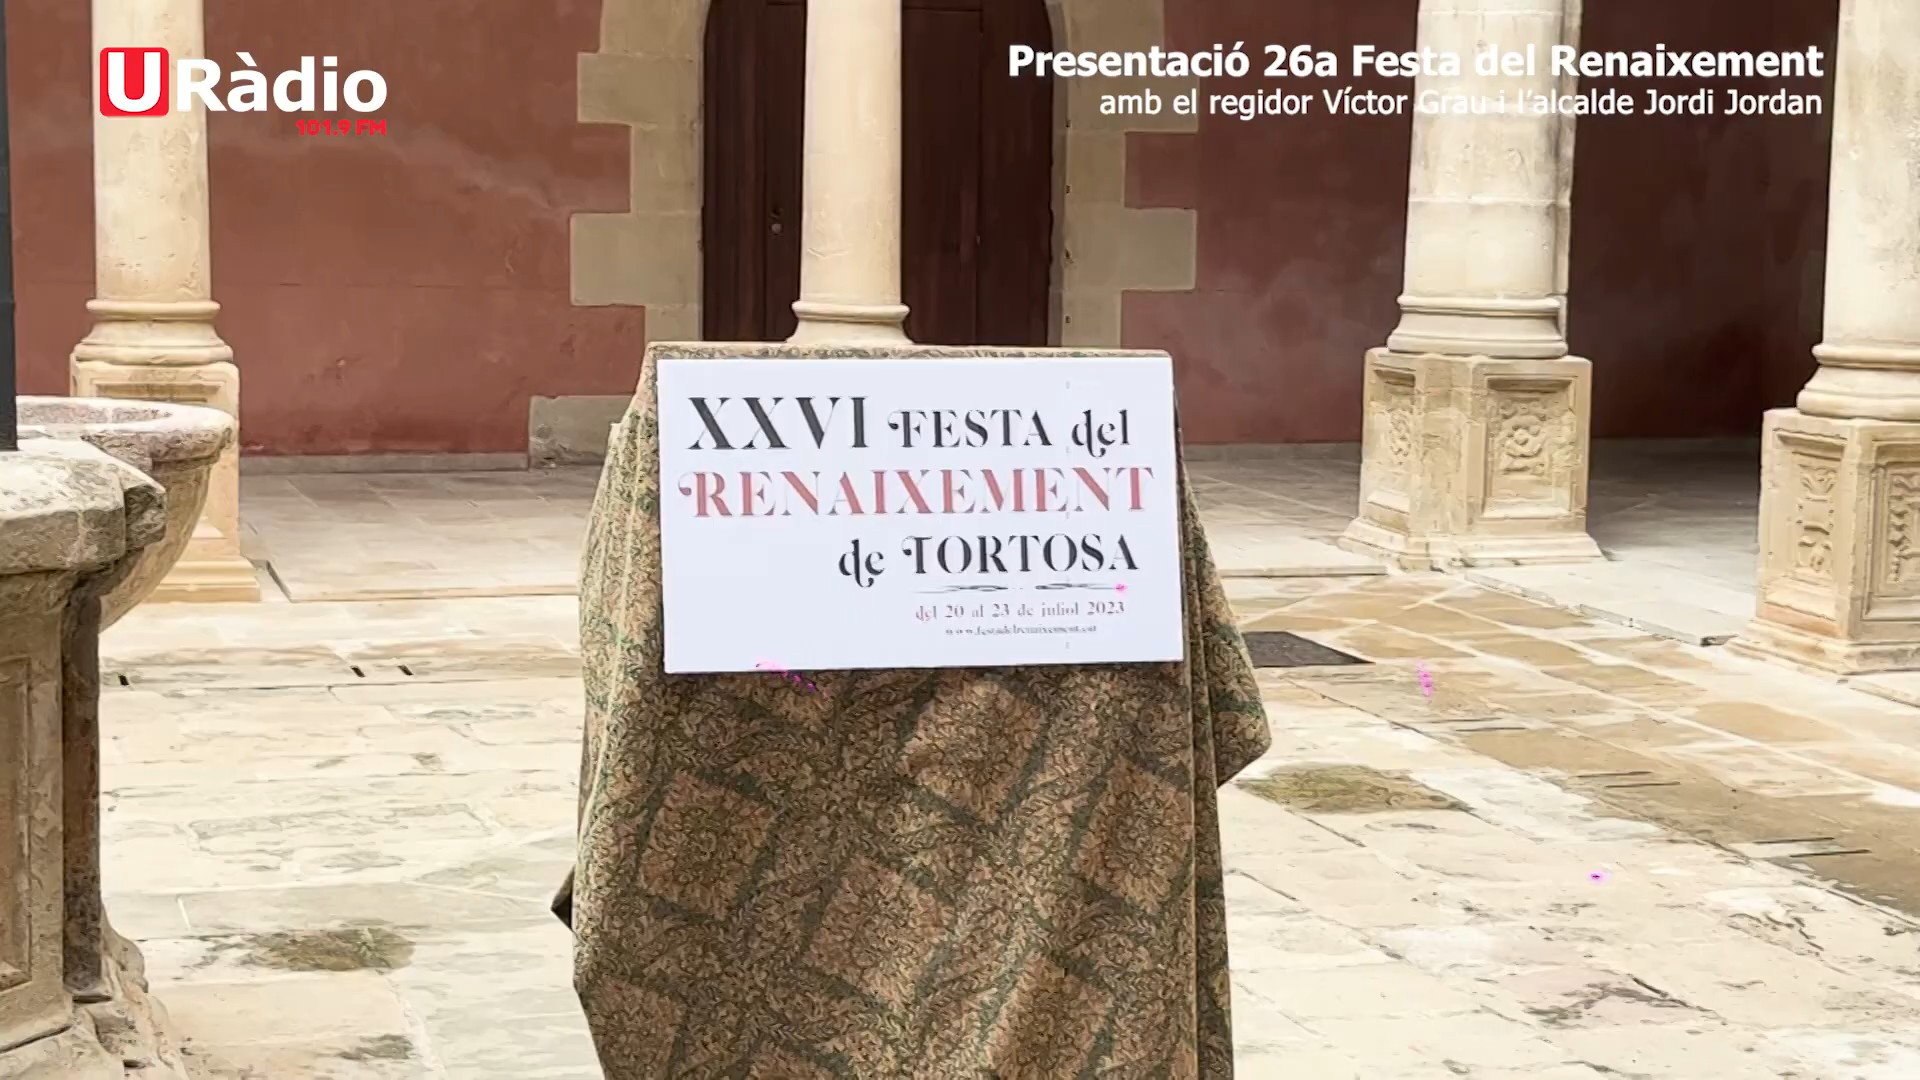 URàdio
101.9 FM
Presentació 26a Festa del Renaixement
amb el regidor Víctor Grau i l'alcalde Jordi Jordan
XXVI FESTA del
RENAIXEMENT
de TORTOSA
del 20 al 23 de juliol 2023
www.festadelrenaixement.cat